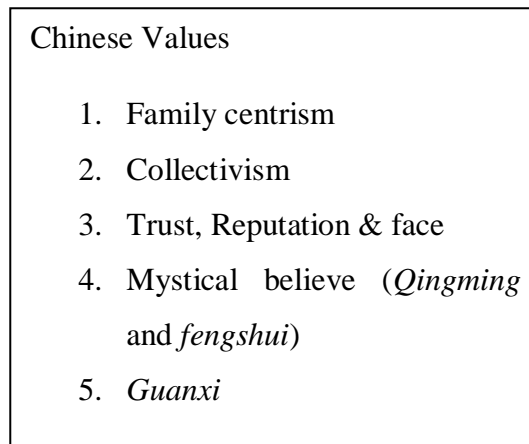 Chinese Values
1. Family centrism
2. Collectivism
3. Trust, Reputation & face
4. Mystical believe (Qingming
and fengshui)
5. Guanxi